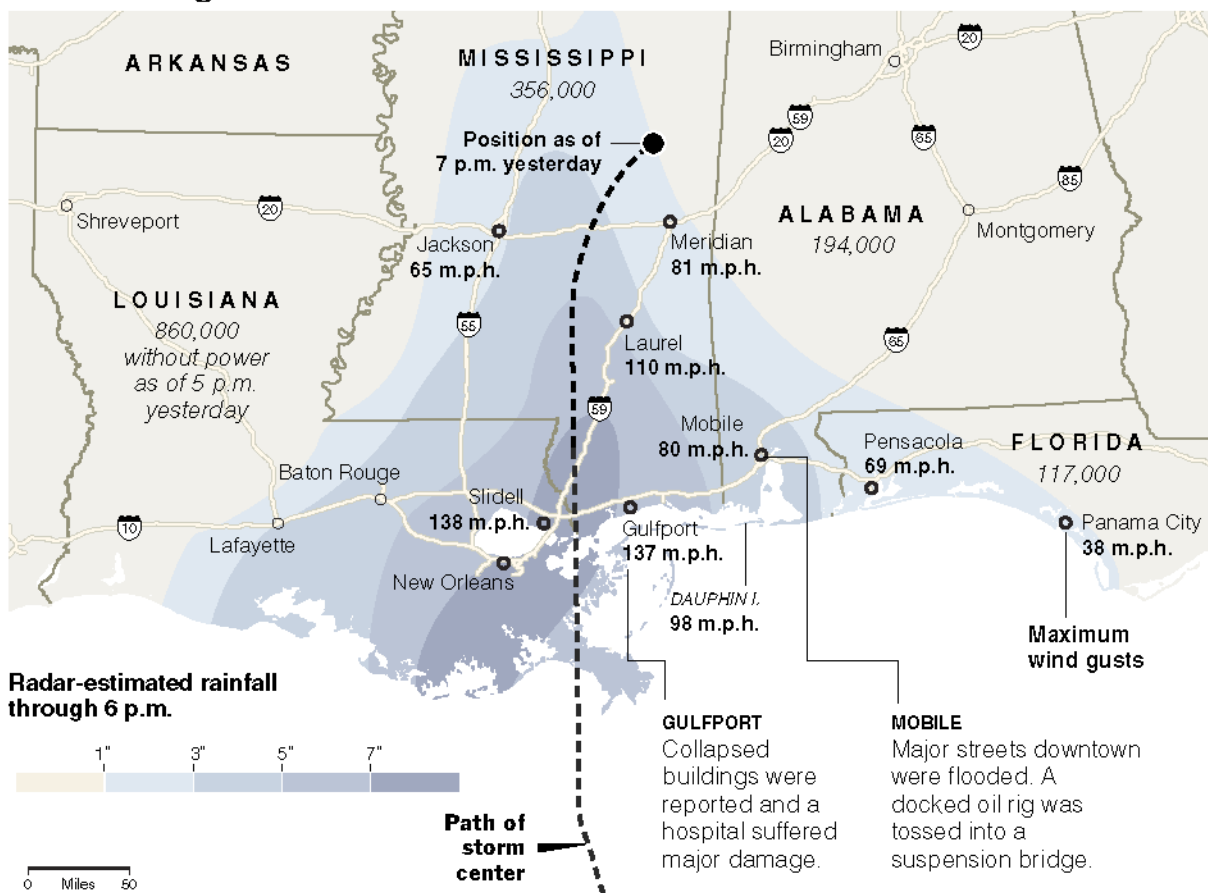 ARKANSAS
MISSISSIPPI
356,000
Birmingham
20
59
20
65
85
Position as of
7 p.m. yesterday
Shreveport
20
Jackson
65 m.p.h.
Meridian
81 m.p.h.
ALABAMA
194,000
Montgomery
LOUISIANA
860,000
without power
as of 5 p.m.
yesterday
55
Laurel
110 m.p.h.
65
59
Mobile
80 m.p.h.
Pensacola
69 m.p.h.
FLORIDA
117,000
Baton Rouge
Slidell
138 m.p.h.
10
Lafayette
Gulfport
137 m.p.h.
Panama City
38 m.p.h.
New Orleans
DAUPHIN I.
98 m.p.h.
Maximum
wind gusts
Radar-estimated rainfall
through 6 p.m.
1" 3" 5" 7"
GULFPORT
Collapsed
buildings were
reported and a
hospital suffered
major damage.
MOBILE
Major streets downtown
were flooded. A
docked oil rig was
tossed into a
suspension bridge.
Path of
storm
center
0 Miles 50